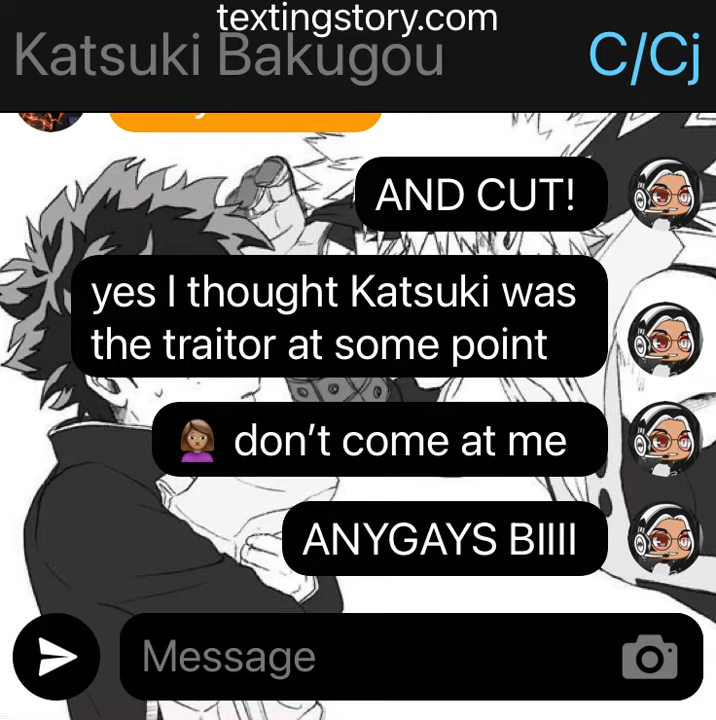 textingstory.com
Katsuki Bakugou
C/Cj
AND CUT!
yes I thought Katsuki was
the traitor at some point
🙎🏽‍♀️ don't come at me
ANYGAYS BIIII
Message